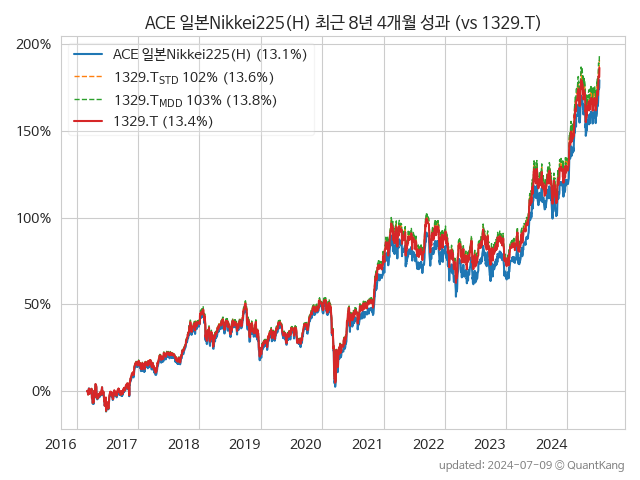 ACE 일본Nikkei225(H) 최근 8년 4개월 성과 (vs 1329.T)
200%
150%
100%
50%
0%
ACE 일본Nikkei225(H) (13.1%)
1329.TSTD 102% (13.6%)
1329.TMDD 103% (13.8%)
1329.T (13.4%)
2016 2017 2018 2019 2020 2021 2022 2023 2024
updated: 2024-07-09 © QuantKang